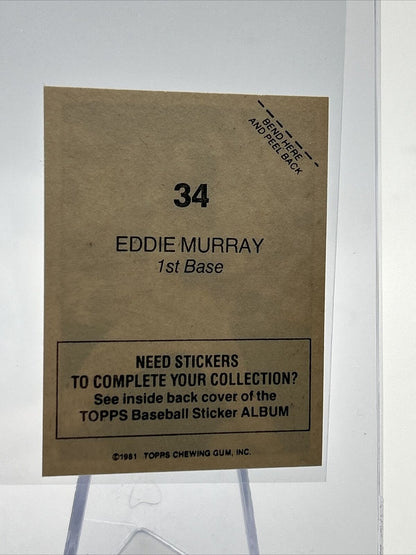 BEND HERE
AND PEEL BACK
34
EDDIE MURRAY
1st Base
NEED STICKERS
TO COMPLETE YOUR COLLECTION?
See inside back cover of the
TOPPS Baseball Sticker ALBUM
©1981 TOPPS CHEWING GUM, INC.